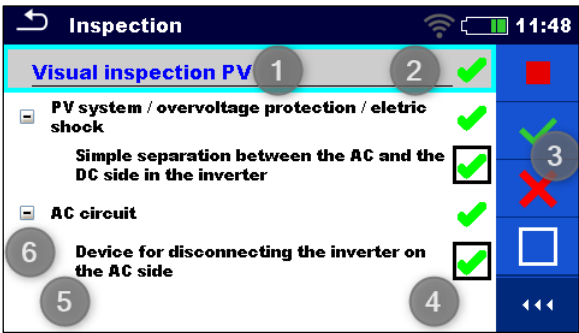 Inspection 11:48
Visual inspection PV 1 2
PV system / overvoltage protection / eletric
shock
3
Simple separation between the AC and the
DC side in the inverter
AC circuit
6 Device for disconnecting the inverter on
the AC side
5 4